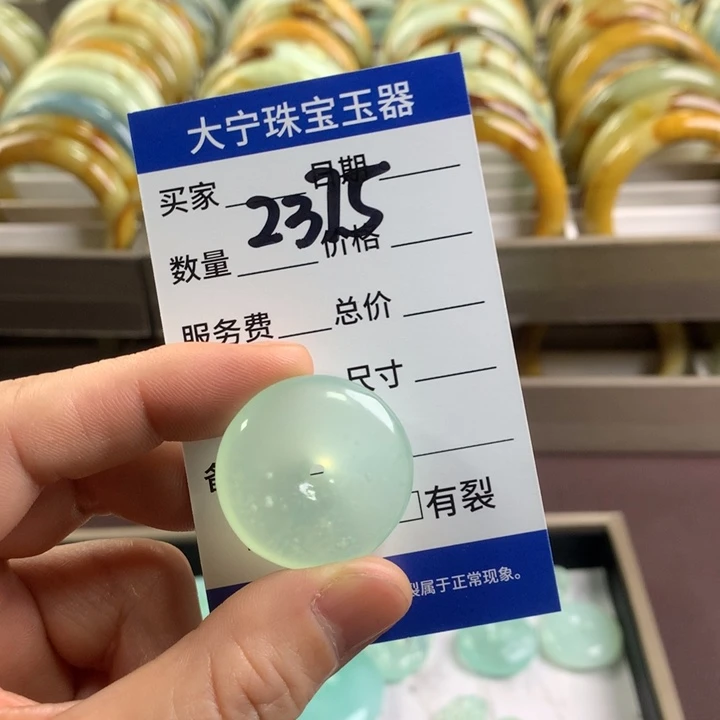 大宁珠宝玉器
买家 日期
2315
数量 价格
服务费 总价
尺寸
□有裂
裂属于正常现象。